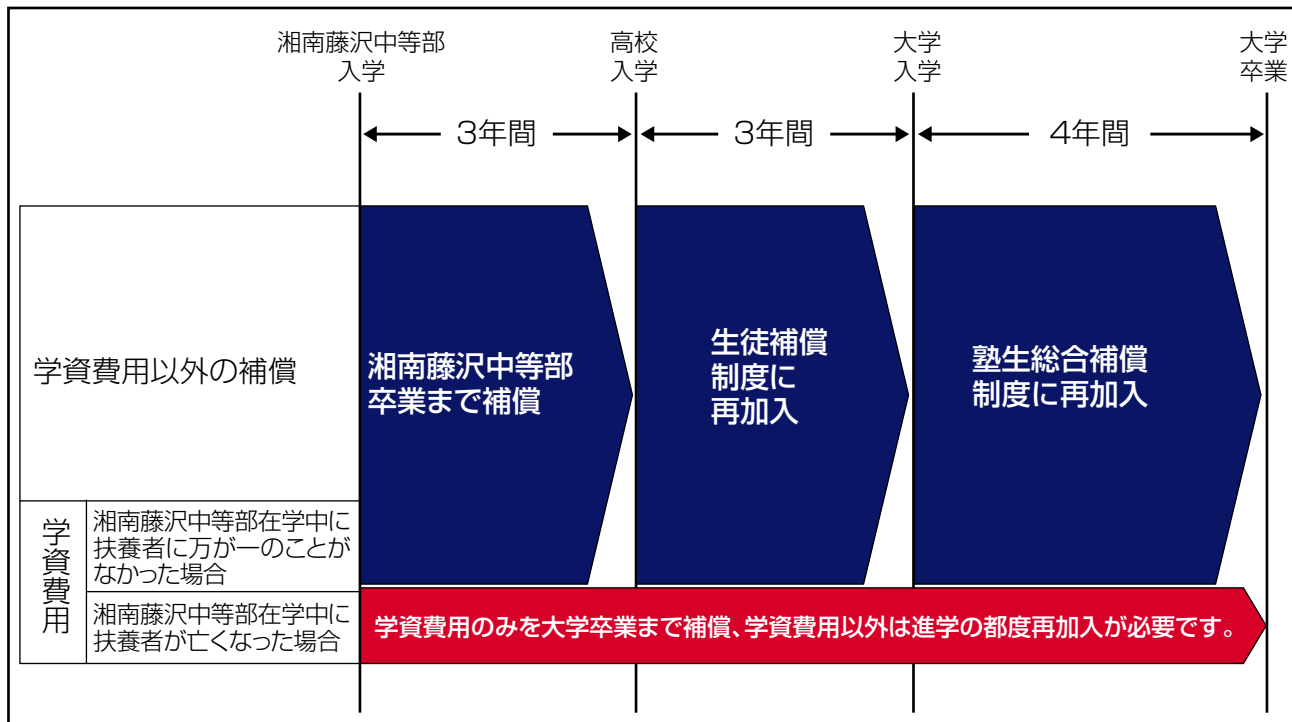 湘南藤沢中等部
入学
高校
入学
大学
入学
大学
卒業
3年間
3年間
4年間
学資費用以外の補償
湘南藤沢中等部
卒業まで補償
生徒補償
制度に
再加入
塾生総合補償
制度に再加入
学資費用
湘南藤沢中等部在学中に
扶養者に万が一のことが
なかった場合
湘南藤沢中等部在学中に
扶養者が亡くなった場合
学資費用のみを大学卒業まで補償、学資費用以外は進学の都度再加入が必要です。